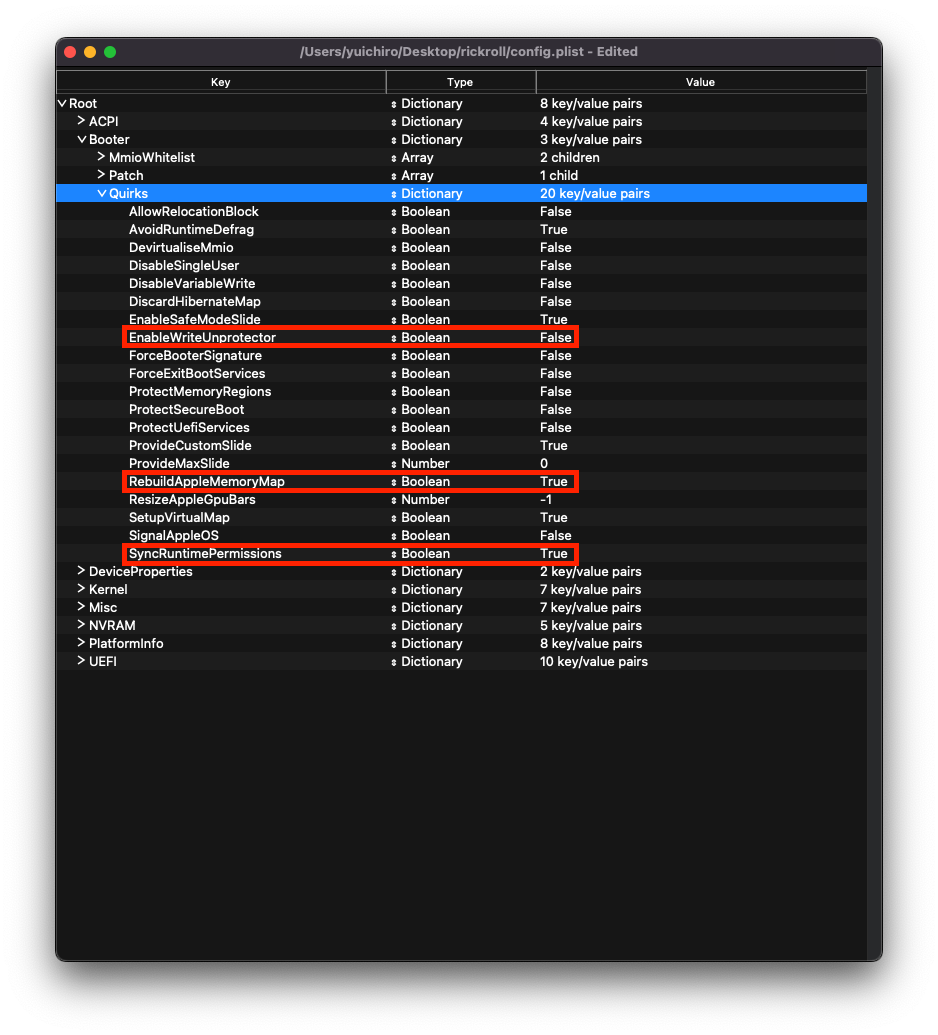 /Users/yuichiro/Desktop/rickroll/config.plist - Edited
Key Type Value
Root Dictionary 8 key/value pairs
ACPI Dictionary 4 key/value pairs
Booter Dictionary 3 key/value pairs
MmioWhitelist Array 2 children
Patch Array 1 child
Quirks Dictionary 20 key/value pairs
AllowRelocationBlock Boolean False
AvoidRuntimeDefrag Boolean True
DevirtualiseMmio Boolean False
DisableSingleUser Boolean False
DisableVariableWrite Boolean False
DiscardHibernateMap Boolean False
EnableSafeModeSlide Boolean True
EnableWriteUnprotector Boolean False
ForceBooterSignature Boolean False
ForceExitBootServices Boolean False
ProtectMemoryRegions Boolean False
ProtectSecureBoot Boolean False
ProtectUefiServices Boolean False
ProvideCustomSlide Boolean True
ProvideMaxSlide Number 0
RebuildAppleMemoryMap Boolean True
ResizeAppleGpuBars Number -1
SetupVirtualMap Boolean True
SignalAppleOS Boolean False
SyncRuntimePermissions Boolean True
DeviceProperties Dictionary 2 key/value pairs
Kernel Dictionary 7 key/value pairs
Misc Dictionary 7 key/value pairs
NVRAM Dictionary 5 key/value pairs
PlatformInfo Dictionary 8 key/value pairs
UEFI Dictionary 10 key/value pairs